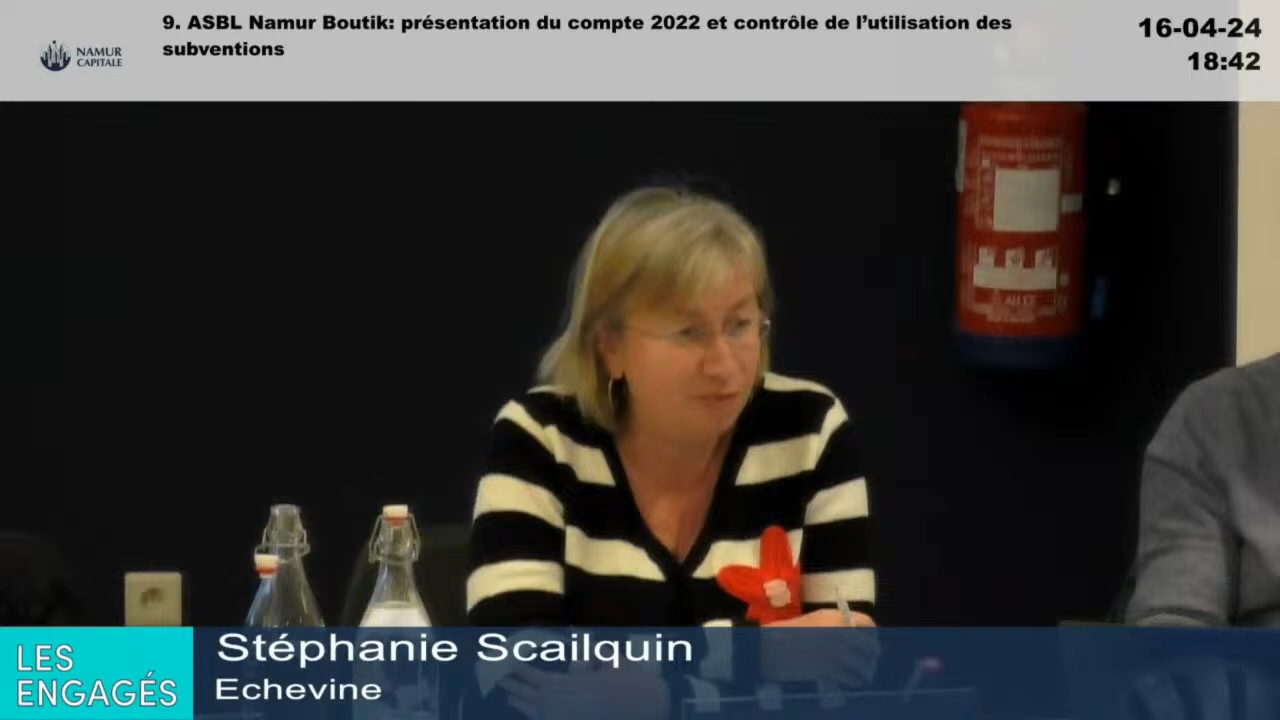 9. ASBL Namur Boutik: présentation du compte 2022 et contrôle de l'utilisation des
subventions
16-04-24
18:42
NAMUR
CAPITALE
LES
ENGAGÉS
Stéphanie Scailquin
Echevine